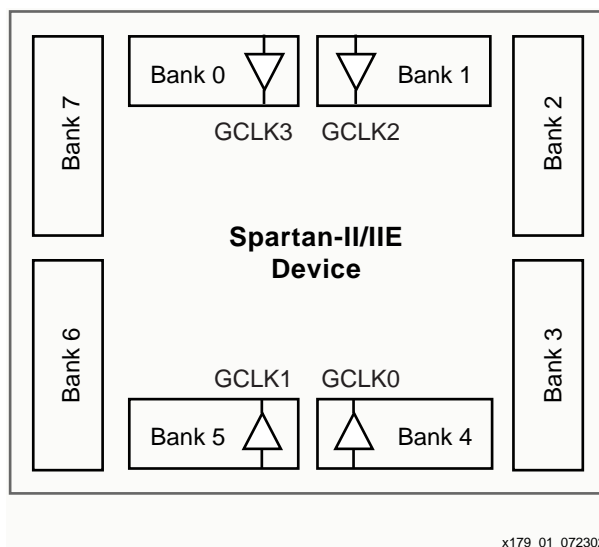 Bank 0
Bank 1
GCLK3
GCLK2
Bank 7
Bank 2
Spartan-II/IIE
Device
Bank 6
Bank 3
GCLK1
GCLK0
Bank 5
Bank 4
x179_01_072302